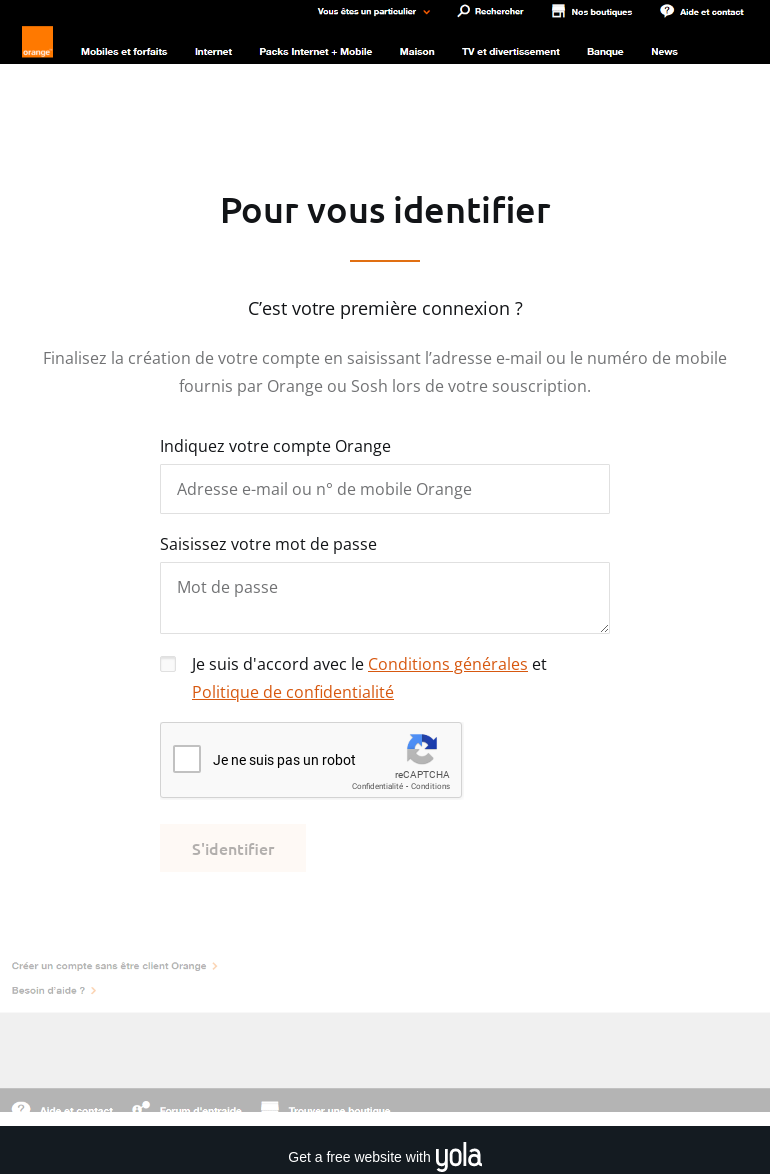 Vous êtes un particulier
Rechercher
Nos boutiques
Aide et contact
orange
Mobiles et forfaits
Internet
Packs Internet + Mobile
Maison
TV et divertissement
Banque
News
Pour vous identifier
C’est votre première connexion ?
Finalisez la création de votre compte en saisissant l’adresse e-mail ou le numéro de mobile
fournis par Orange ou Sosh lors de votre souscription.
Indiquez votre compte Orange
Adresse e-mail ou n° de mobile Orange
Saisissez votre mot de passe
Mot de passe
Je suis d'accord avec le Conditions générales et
Politique de confidentialité
Je ne suis pas un robot
reCAPTCHA
Confidentialité - Conditions
S'identifier
Créer un compte sans être client Orange
Besoin d'aide ?
Aide et contact
Forum d'entraide
Trouver une boutique
Get a free website with yola